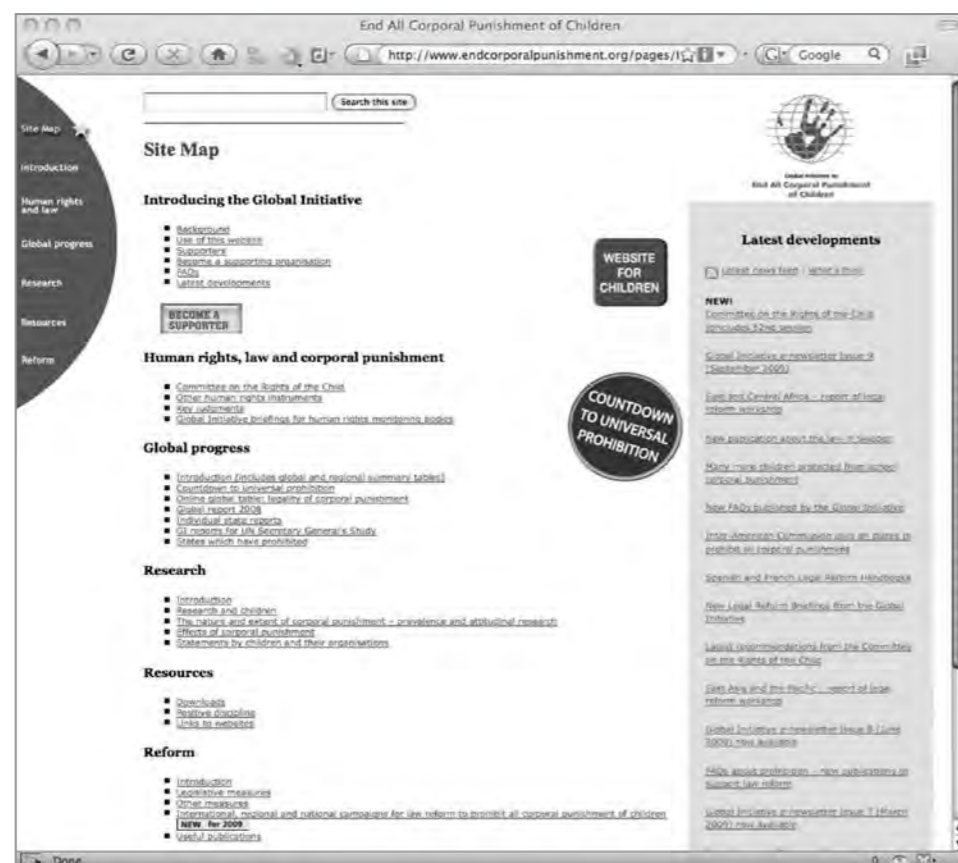 End All Corporal Punishment of Children
http://www.endcorporalpunishment.org/pages/
Google
Search this site
Site Map
Introduction
Human rights
and law
Global progress
Research
Resources
Reform
Site Map
Introducing the Global Initiative
Background
Use of this website
Supporters
Become a supporting organisation
FAQs
Latest developments
BECOME A
SUPPORTER
WEBSITE
FOR
CHILDREN
Human rights, law and corporal punishment
Committee on the Rights of the Child
Other human rights instruments
Key judgments
Global Initiative briefings for human rights monitoring bodies
COUNTDOWN
TO UNIVERSAL
PROHIBITION
Global progress
Introduction (includes global and regional summary tables)
Countdown to universal prohibition
Online global table: legality of corporal punishment
Global report 2008
Individual state reports
GI reports for UN Secretary General's Study
States which have prohibited
Research
Introduction
Research and children
The nature and extent of corporal punishment – prevalence and attitudinal research
Effects of corporal punishment
Statements by children and their organisations
Resources
Downloads
Positive discipline
Links to websites
Reform
Introduction
Legislative measures
Other measures
International, regional and national campaigns for law reform to prohibit all corporal punishment of children
NEW for 2009
Useful publications
Global Initiative to
End All Corporal Punishment
of Children
Latest developments
Latest news feed | What's this?
NEW!
Committee on the Rights of the Child
concludes 52nd session
Global Initiative e-newsletter Issue 9
(September 2009)
East and Central Africa – report of legal
reform workshop
New publication about the law in Sweden
Many more children protected from school
corporal punishment
New FAQs published by the Global Initiative
Inter-American Commission calls on states to
prohibit all corporal punishment
Spanish and French Legal Reform Handbooks
New Legal Reform Briefings from the Global
Initiative
Latest recommendations from the Committee
on the Rights of the Child
East Asia and the Pacific – report of legal
reform workshop
Global Initiative e-newsletter Issue 8 (June
2009) now available
FAQs about prohibition – new publications to
support law reform
Global Initiative e-newsletter Issue 7 (March
2009) now available
Done